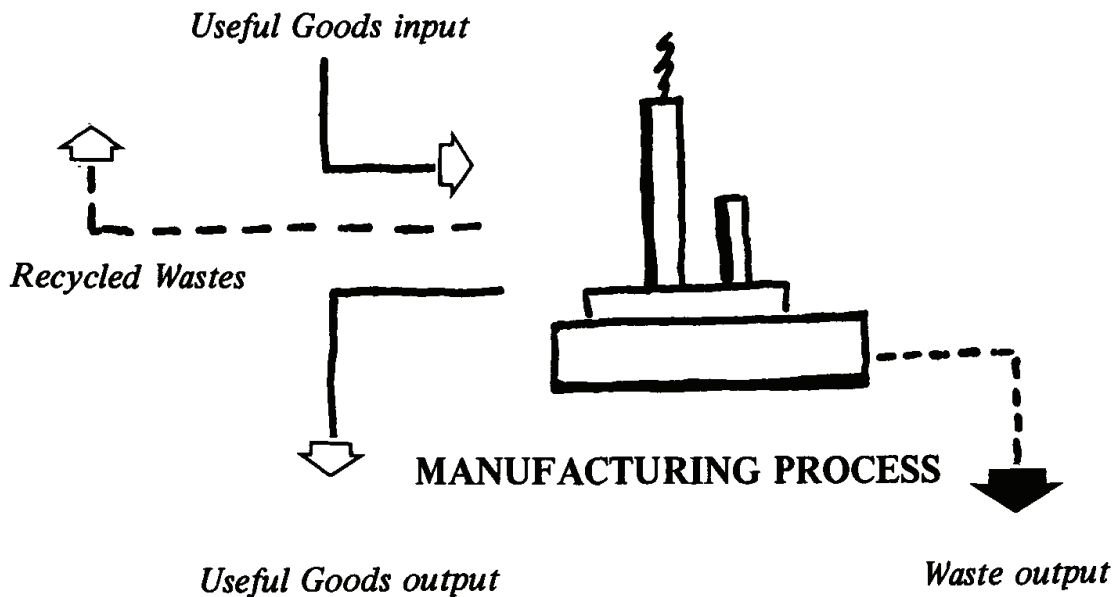 Useful Goods input
Recycled Wastes
MANUFACTURING PROCESS
Useful Goods output
Waste output